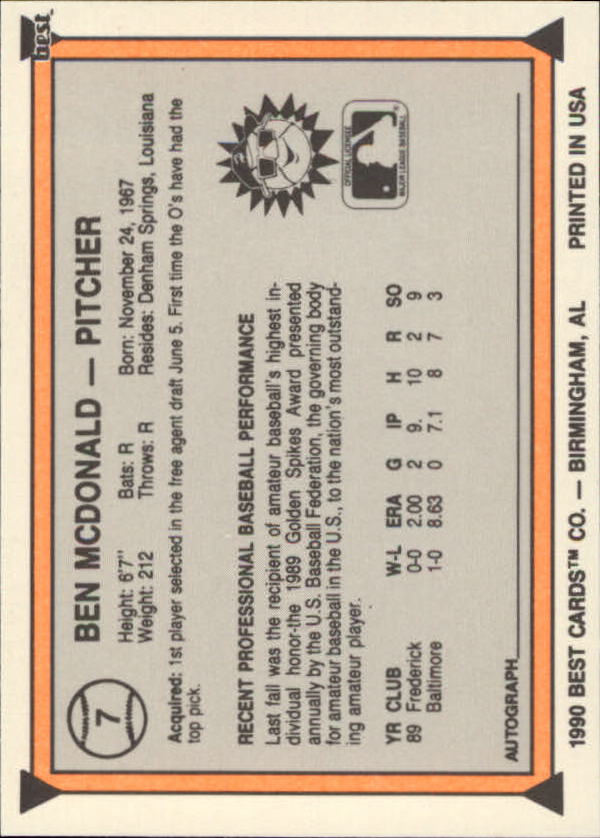 best
7
BEN MCDONALD — PITCHER
Height: 6'7" Bats: R Born: November 24, 1967
Weight: 212 Throws: R Resides: Denham Springs, Louisiana
Acquired: 1st player selected in the free agent draft June 5. First time the O's have had the
top pick.
RECENT PROFESSIONAL BASEBALL PERFORMANCE
Last fall was the recipient of amateur baseball's highest in-
dividual honor-the 1989 Golden Spikes Award presented
annually by the U.S. Baseball Federation, the governing body
for amateur baseball in the U.S., to the nation's most outstand-
ing amateur player.
OFFICIAL LICENSEE
MAJOR LEAGUE BASEBALL
YR CLUB W-L ERA G IP H R SO
89 Frederick 0-0 2.00 2 9. 10 2 9
Baltimore 1-0 8.63 0 7.1 8 7 3
AUTOGRAPH
1990 BEST CARDS™ CO. — BIRMINGHAM, AL PRINTED IN USA